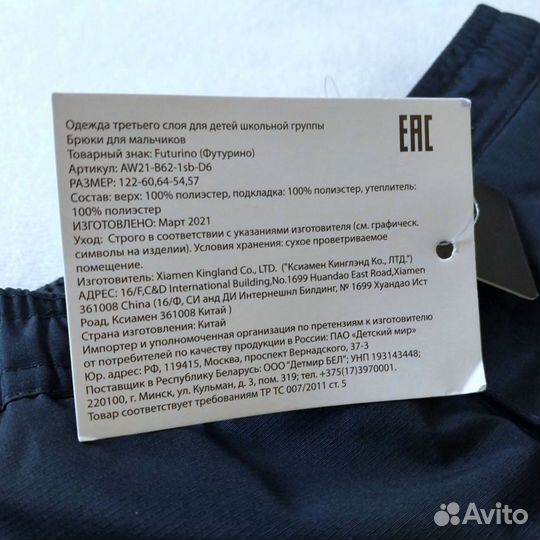 Одежда третьего слоя для детей школьной группы
Брюки для мальчиков
Товарный знак: Futurino (Футурино)
Артикул: AW21-B62-1sb-D6
РАЗМЕР: 122-60,64-54,57
Состав: верх: 100% полиэстер, подкладка: 100% полиэстер, утеплитель:
100% полиэстер
ИЗГОТОВЛЕНО: Март 2021
Уход: Строго в соответствии с указаниями изготовителя (см. графическ.
символы на изделии). Условия хранения: сухое проветриваемое
помещение.
Изготовитель: Xiamen Kingland Co., LTD. ("Ксиамен Кинглэнд Ко., ЛТД.")
АДРЕС: 16/F,C&D International Building,No.1699 Huandao East Road,Xiamen
361008 China (16/Ф, СИ анд ДИ Интернешнл Билдинг, № 1699 Хуандао Ист
Роад, Ксиамен 361008 Китай )
Страна изготовления: Китай
Импортер и уполномоченная организация по претензиям к изготовителю
от потребителей по качеству продукции в России: ПАО «Детский мир»
Юр. адрес: РФ, 119415, Москва, проспект Вернадского, 37-3
Поставщик в Республику Беларусь: ООО "Детмир БЕЛ"; УНП 193143448;
220100, г. Минск, ул. Кульман, д. 3, пом. 319; тел. +375(17)3970001.
Товар соответствует требованиям ТР ТС 007/2011 ст. 5
EAC
Avito